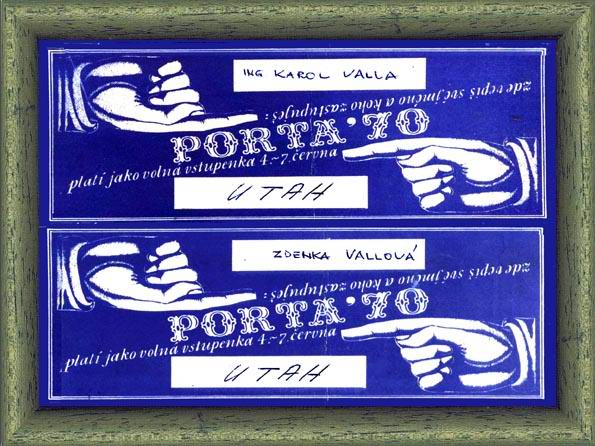 ING KAROL VALLA
zde vepiš své jméno a koho zastupuješ:
PORTA '70
platí jako volná vstupenka 4.~7. června
UTAH
ZDENKA VALLOVÁ
zde vepiš své jméno a koho zastupuješ:
PORTA '70
platí jako volná vstupenka 4.~7. června
UTAH